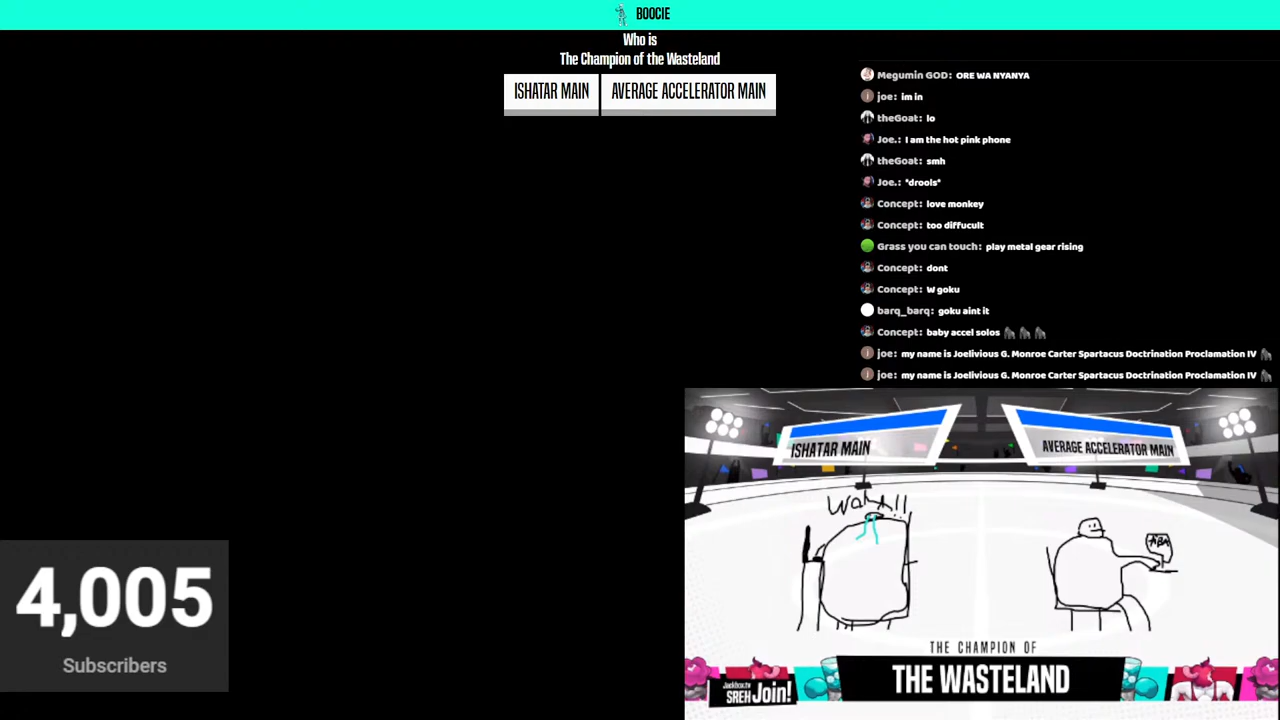 BOOCIE
Who is
The Champion of the Wasteland
ISHATAR MAIN
AVERAGE ACCELERATOR MAIN
Megumin GOD: ORE WA NYANYA
joe: im in
theGoat: lo
Joe.: I am the hot pink phone
theGoat: smh
Joe.: *drools*
Concept: love monkey
Concept: too diffucult
Grass you can touch: play metal gear rising
Concept: dont
Concept: W goku
barq_barq: goku aint it
Concept: baby accel solos
joe: my name is Joelivious G. Monroe Carter Spartacus Doctrination Proclamation IV
joe: my name is Joelivious G. Monroe Carter Spartacus Doctrination Proclamation IV
ISHATAR MAIN
AVERAGE ACCELERATOR MAIN
ABA
THE CHAMPION OF
THE WASTELAND
Jackbox.tv
SREH Join!
4,005
Subscribers